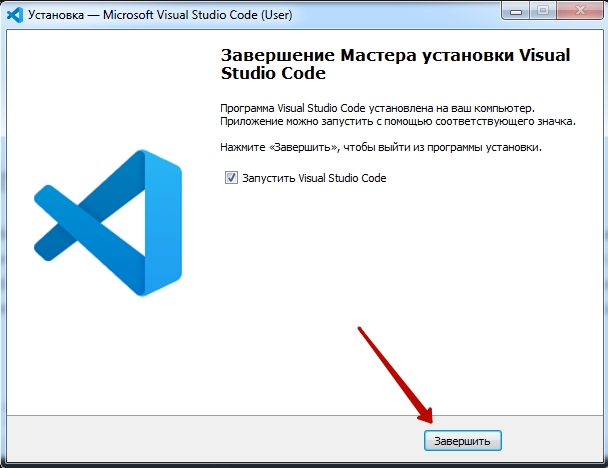 Установка — Microsoft Visual Studio Code (User)
Завершение Мастера установки Visual
Studio Code
Программа Visual Studio Code установлена на ваш компьютер.
Приложение можно запустить с помощью соответствующего значка.
Нажмите «Завершить», чтобы выйти из программы установки.
Запустить Visual Studio Code
Завершить